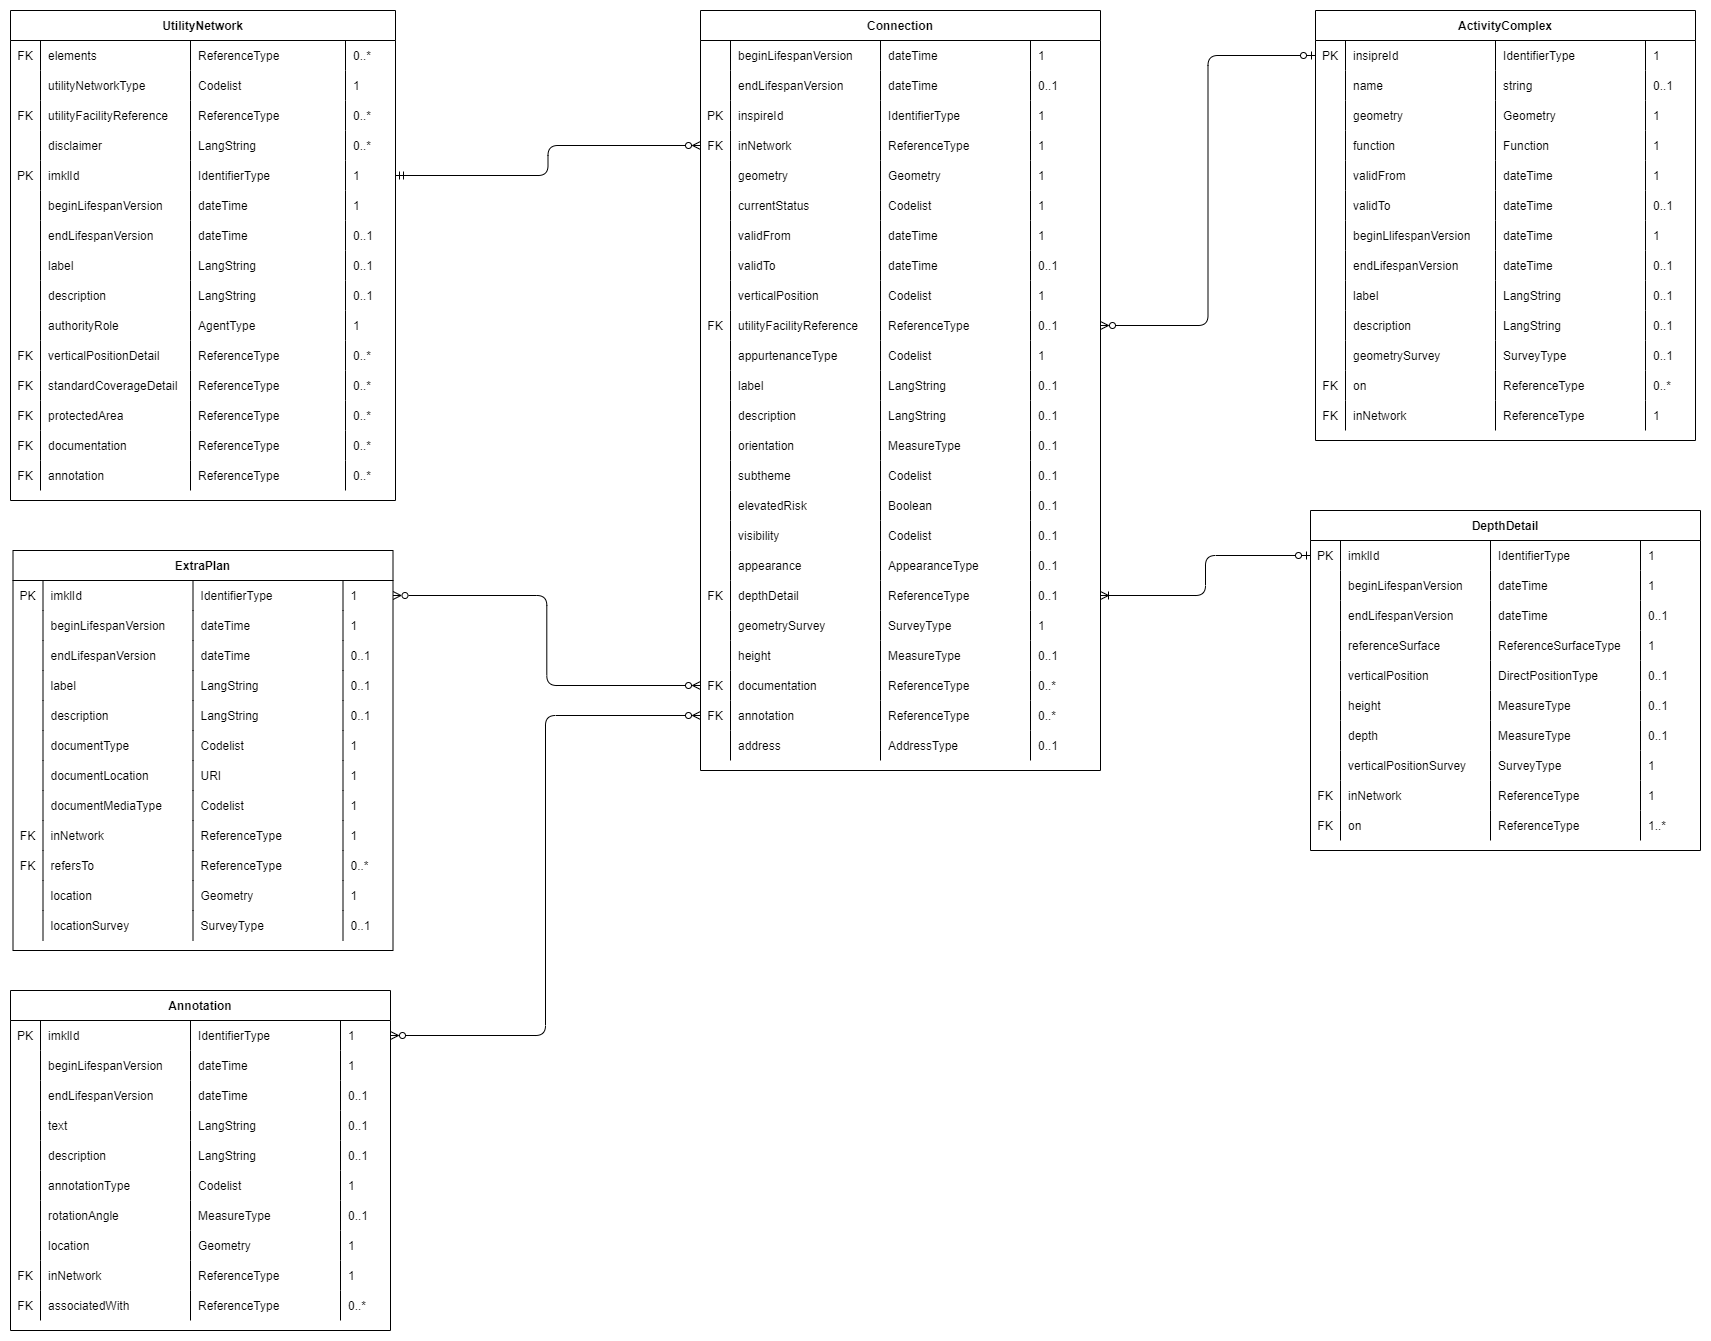 UtilityNetwork
FK elements ReferenceType 0..*
utilityNetworkType Codelist 1
FK utilityFacilityReference ReferenceType 0..*
disclaimer LangString 0..*
PK imklId IdentifierType 1
beginLifespanVersion dateTime 1
endLifespanVersion dateTime 0..1
label LangString 0..1
description LangString 0..1
authorityRole AgentType 1
FK verticalPositionDetail ReferenceType 0..*
FK standardCoverageDetail ReferenceType 0..*
FK protectedArea ReferenceType 0..*
FK documentation ReferenceType 0..*
FK annotation ReferenceType 0..*
ExtraPlan
PK imklId IdentifierType 1
beginLifespanVersion dateTime 1
endLifespanVersion dateTime 0..1
label LangString 0..1
description LangString 0..1
documentType Codelist 1
documentLocation URI 1
documentMediaType Codelist 1
FK inNetwork ReferenceType 1
FK refersTo ReferenceType 0..*
location Geometry 1
locationSurvey SurveyType 0..1
Annotation
PK imklId IdentifierType 1
beginLifespanVersion dateTime 1
endLifespanVersion dateTime 0..1
text LangString 0..1
description LangString 0..1
annotationType Codelist 1
rotationAngle MeasureType 0..1
location Geometry 1
FK inNetwork ReferenceType 1
FK associatedWith ReferenceType 0..*
Connection
beginLifespanVersion dateTime 1
endLifespanVersion dateTime 0..1
PK inspireId IdentifierType 1
FK inNetwork ReferenceType 1
geometry Geometry 1
currentStatus Codelist 1
validFrom dateTime 1
validTo dateTime 0..1
verticalPosition Codelist 1
FK utilityFacilityReference ReferenceType 0..1
appurtenanceType Codelist 1
label LangString 0..1
description LangString 0..1
orientation MeasureType 0..1
subtheme Codelist 0..1
elevatedRisk Boolean 0..1
visibility Codelist 0..1
appearance AppearanceType 0..1
FK depthDetail ReferenceType 0..1
geometrySurvey SurveyType 1
height MeasureType 0..1
FK documentation ReferenceType 0..*
FK annotation ReferenceType 0..*
address AddressType 0..1
ActivityComplex
PK insipreId IdentifierType 1
name string 0..1
geometry Geometry 1
function Function 1
validFrom dateTime 1
validTo dateTime 0..1
beginLlifespanVersion dateTime 1
endLifespanVersion dateTime 0..1
label LangString 0..1
description LangString 0..1
geometrySurvey SurveyType 0..1
FK on ReferenceType 0..*
FK inNetwork ReferenceType 1
DepthDetail
PK imklId IdentifierType 1
beginLifespanVersion dateTime 1
endLifespanVersion dateTime 0..1
referenceSurface ReferenceSurfaceType 1
verticalPosition DirectPositionType 0..1
height MeasureType 0..1
depth MeasureType 0..1
verticalPositionSurvey SurveyType 1
FK inNetwork ReferenceType 1
FK on ReferenceType 1..*